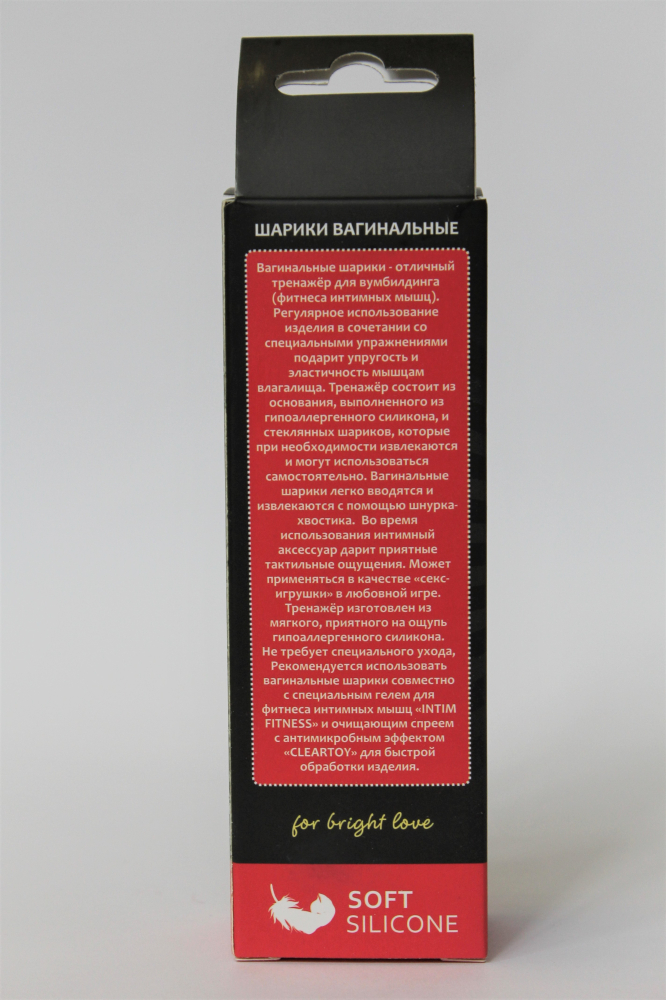 ШАРИКИ ВАГИНАЛЬНЫЕ
Вагинальные шарики - отличный
тренажёр для вумбилдинга
(фитнеса интимных мышц).
Регулярное использование
изделия в сочетании со
специальными упражнениями
подарит упругость и
эластичность мышцам
влагалища. Тренажёр состоит из
основания, выполненного из
гипоаллергенного силикона, и
стеклянных шариков, которые
при необходимости извлекаются
и могут использоваться
самостоятельно. Вагинальные
шарики легко вводятся и
извлекаются с помощью шнурка-
хвостика. Во время
использования интимный
аксессуар дарит приятные
тактильные ощущения. Может
применяться в качестве «секс-
игрушки» в любовной игре.
Тренажёр изготовлен из
мягкого, приятного на ощупь
гипоаллергенного силикона.
Не требует специального ухода,
Рекомендуется использовать
вагинальные шарики совместно
с специальным гелем для
фитнеса интимных мышц «INTIM
FITNESS» и очищающим спреем
с антимикробным эффектом
«CLEARTOY» для быстрой
обработки изделия.
for bright love
SOFT
SILICONE